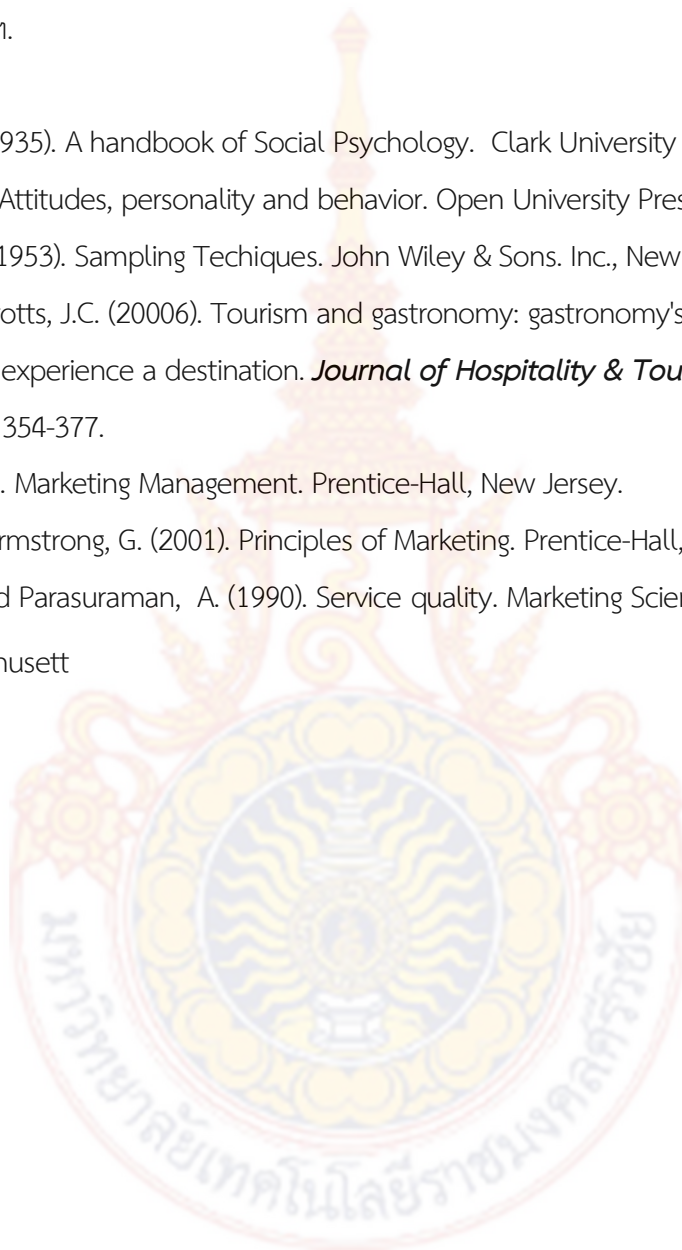 935). A handbook of Social Psychology. Clark University
Attitudes, personality and behavior. Open University Pres
1953). Sampling Techiques. John Wiley & Sons. Inc., New
otts, J.C. (20006). Tourism and gastronomy: gastronomy's
experience a destination. Journal of Hospitality & Tou
354-377.
. Marketing Management. Prentice-Hall, New Jersey.
rmstrong, G. (2001). Principles of Marketing. Prentice-Hall,
d Parasuraman, A. (1990). Service quality. Marketing Scien
husett
มหาวิทยาลัยเทคโนโลยีราชมงคลศรีวิชัย